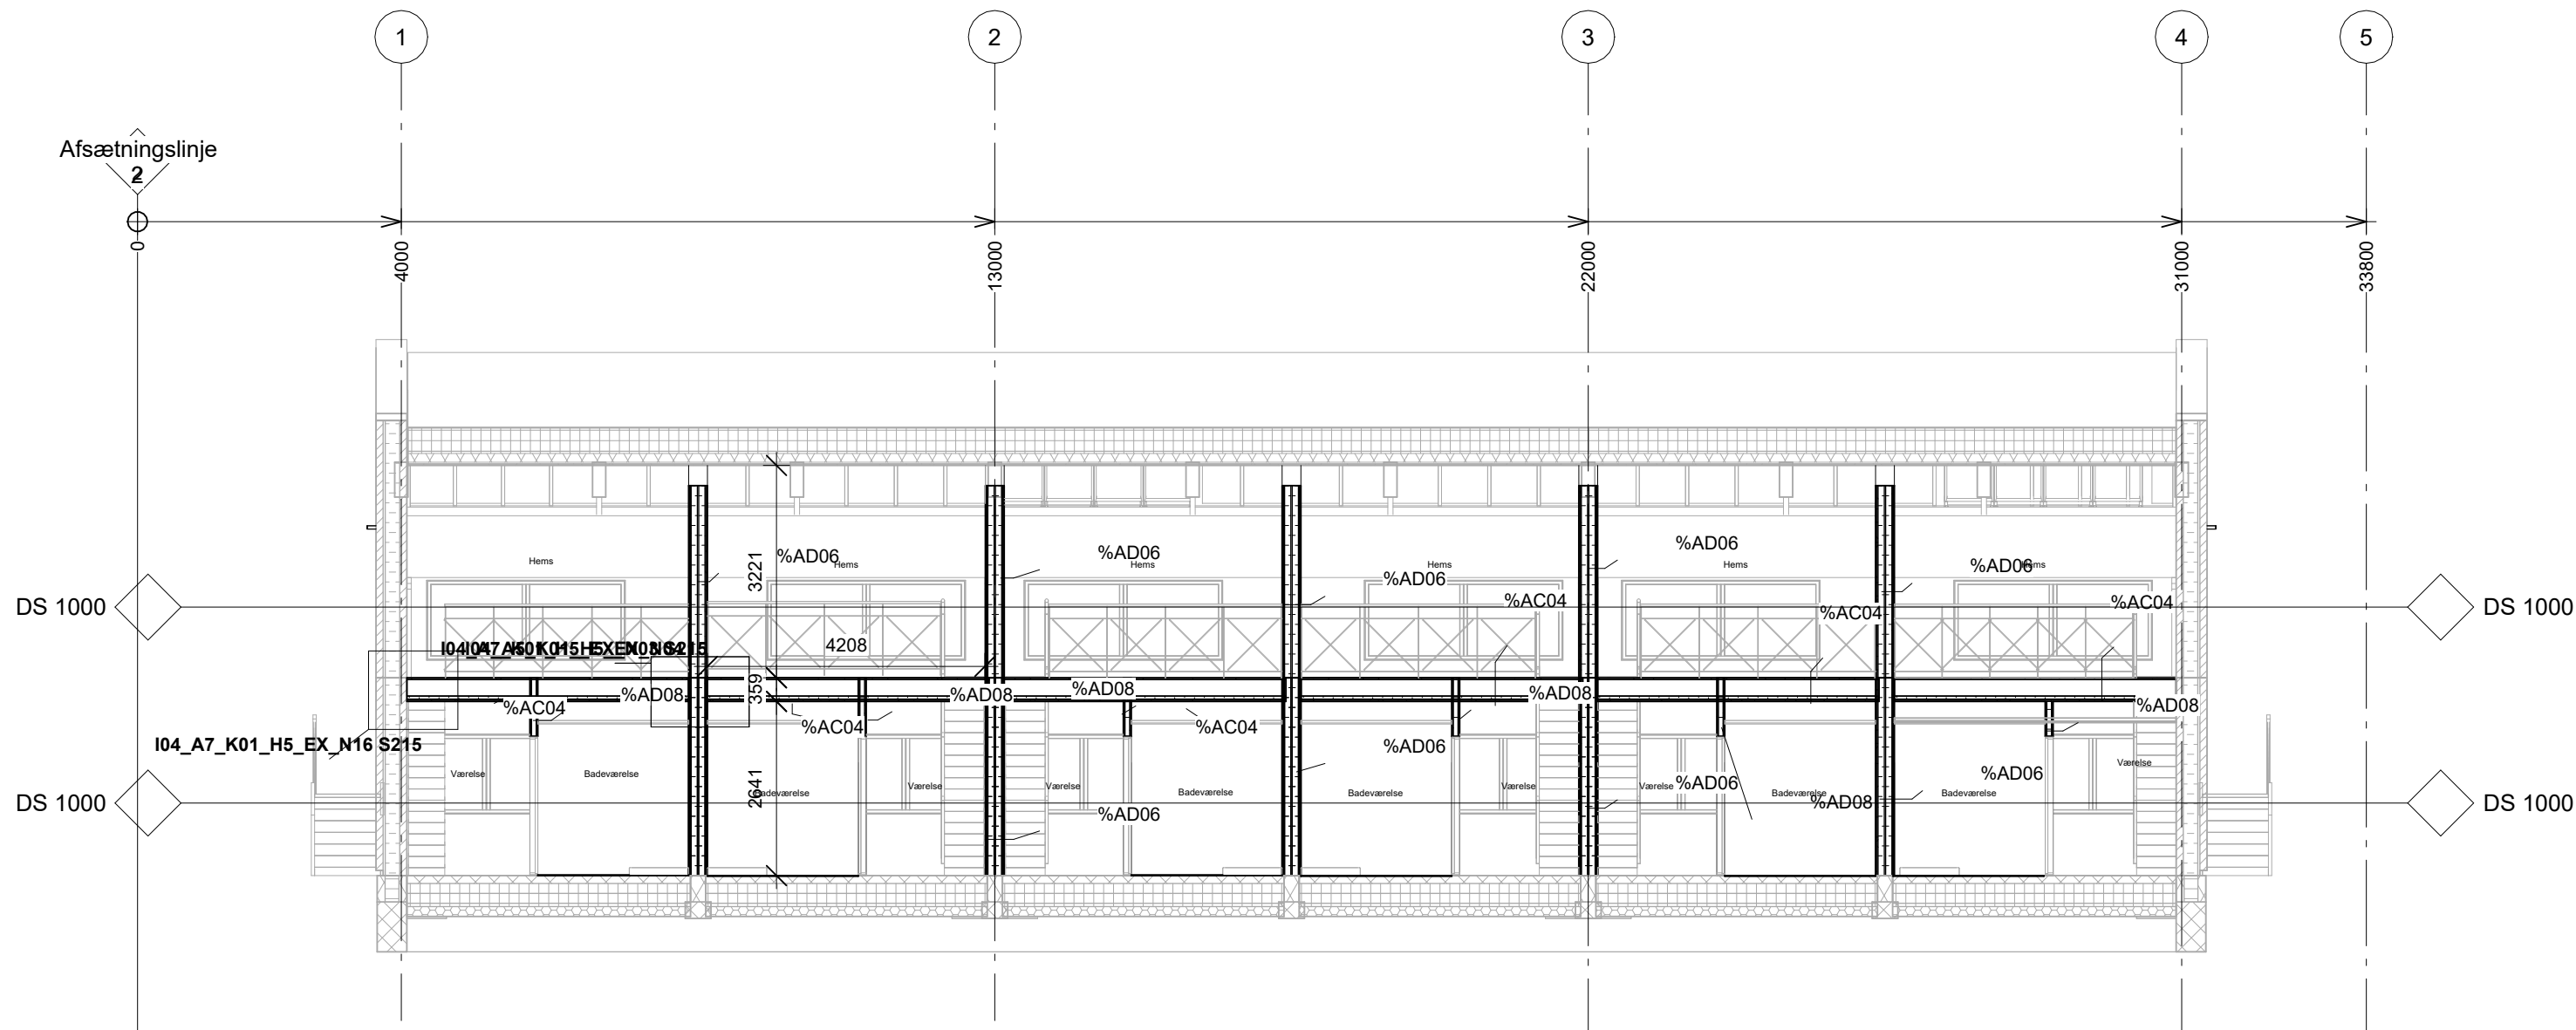 1 2 3 4 5
Afsætningslinje
2
0 4000 13000 22000 31000 33800
%AD06 %AD06 %AD06 %AD06 %AD06
Hems Hems Hems Hems Hems Hems
3221
DS 1000 %AC04 %AC04 %AC04 DS 1000
4208
359
%AD08 %AD08 %AD08 %AD08 %AD08
%AC04 %AC04 %AC04
I04_A7_K01_H5_EX_N16 S215
%AD06
Værelse Badeværelse Badeværelse Værelse Værelse Badeværelse Badeværelse Værelse Værelse Badeværelse Badeværelse Værelse
2641
%AD06 %AD06
DS 1000 %AD08 DS 1000
%AD06